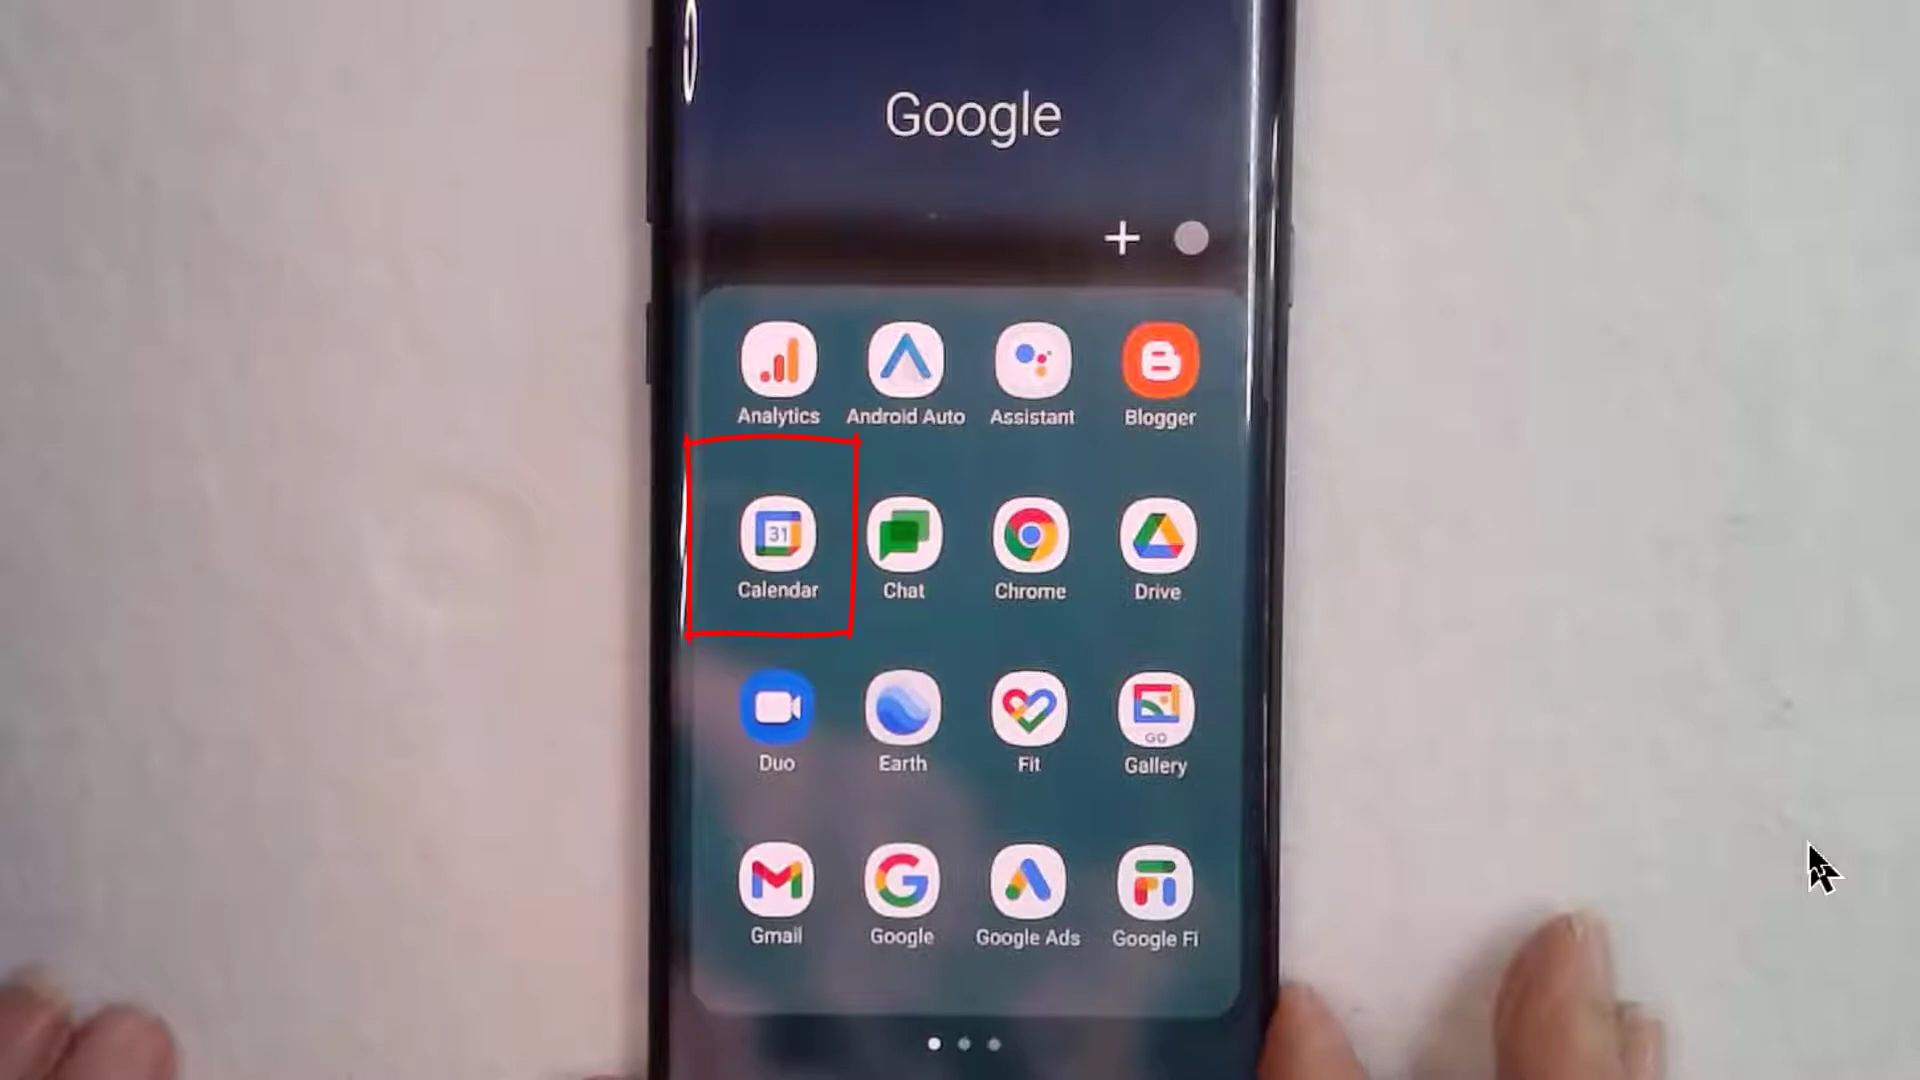 Google
Analytics Android Auto Assistant Blogger
31
Calendar Chat Chrome Drive
GO
Duo Earth Fit Gallery
Gmail Google Google Ads Google Fi